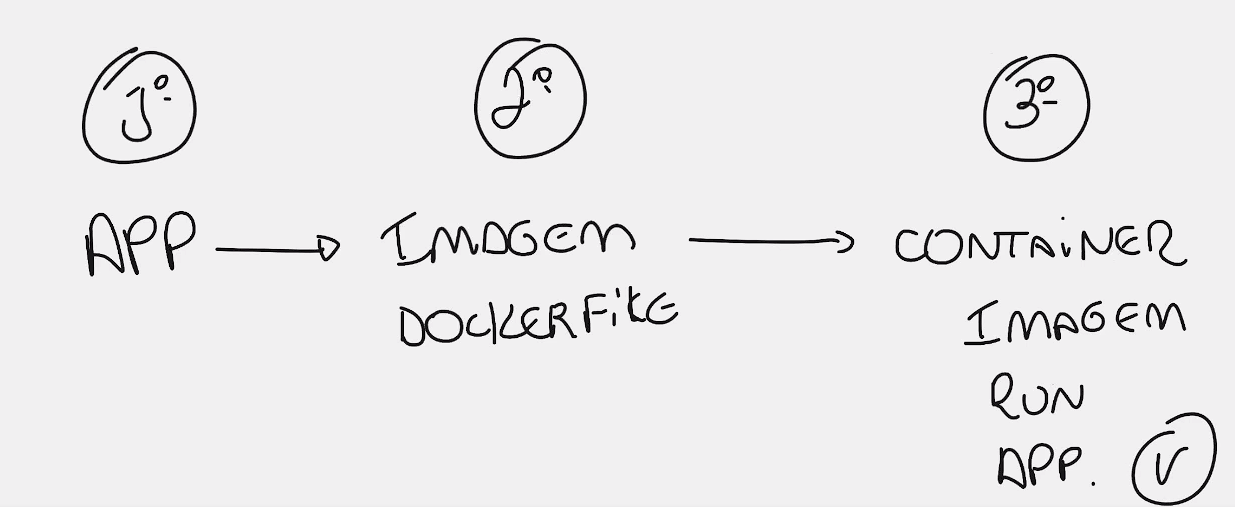 1º
2º
3º
APP → IMAGEM → CONTAINER
DOCKERFILE
IMAGEM
RUN
APP.